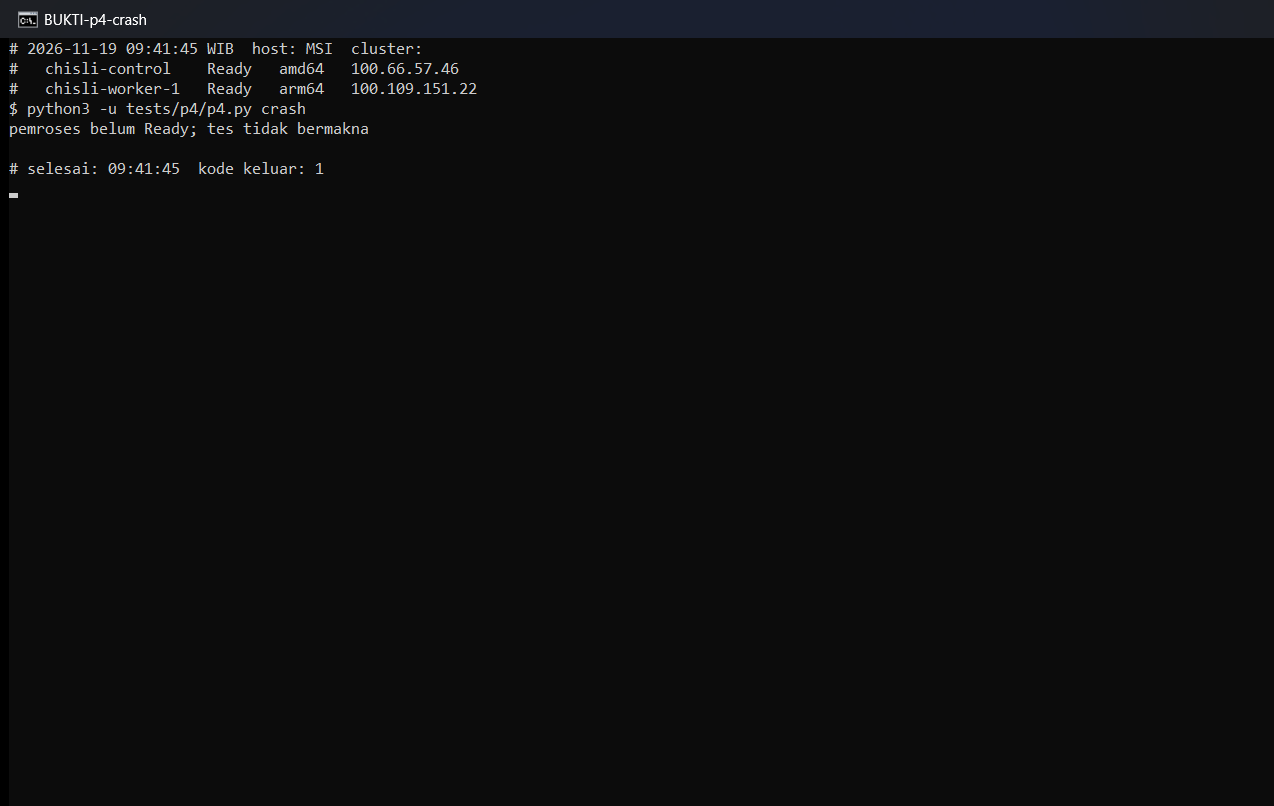 BUKTI-p4-crash
# 2026-11-19 09:41:45 WIB  host: MSI  cluster:
#   chisli-control    Ready   amd64   100.66.57.46
#   chisli-worker-1   Ready   arm64   100.109.151.22
$ python3 -u tests/p4/p4.py crash
pemroses belum Ready; tes tidak bermakna
# selesai: 09:41:45  kode keluar: 1